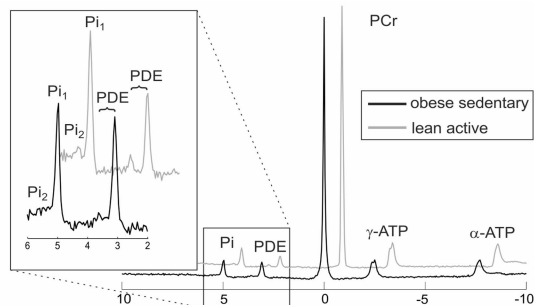 PCr
Pi1
PDE
Pi1
PDE
Pi2
Pi2
6 5 4 3 2
obese sedentary
lean active
Pi PDE γ-ATP α-ATP
10 5 0 -5 -10